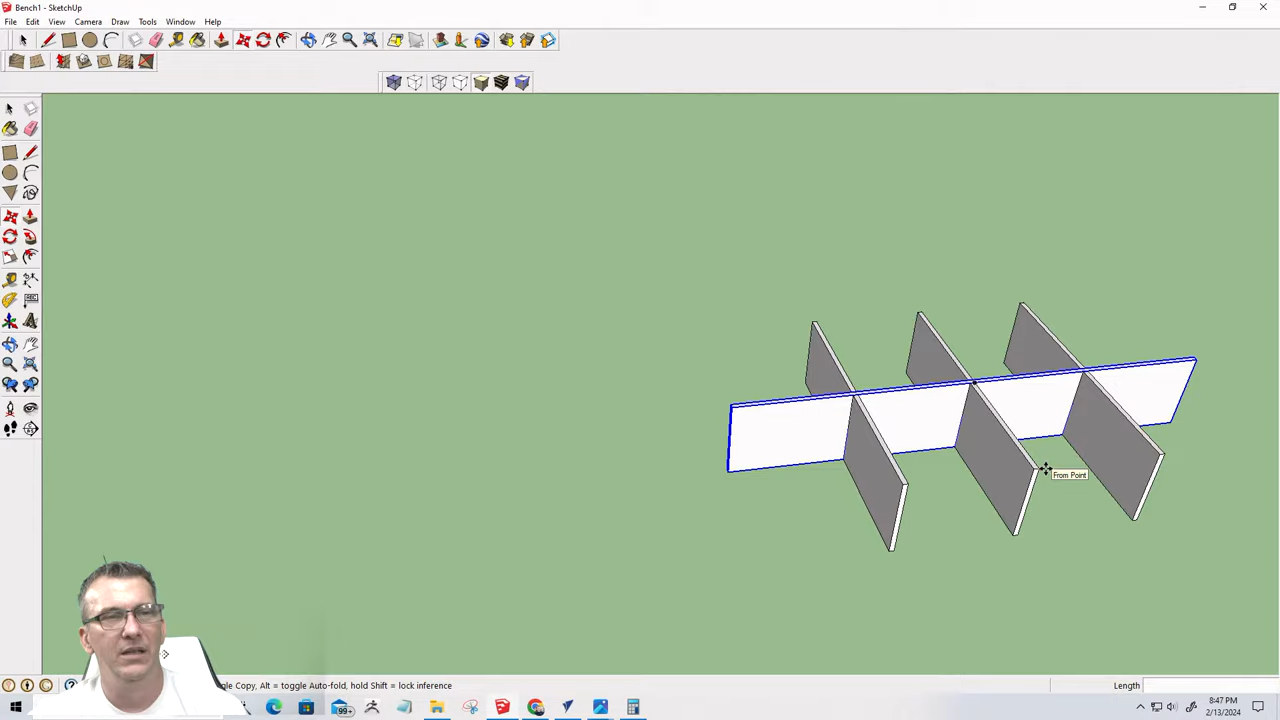 Bench1 - SketchUp
File Edit View Camera Draw Tools Window Help
From Point
gle Copy, Alt = toggle Auto-fold, hold Shift = lock inference
Length
99+
8:47 PM
2/13/2024